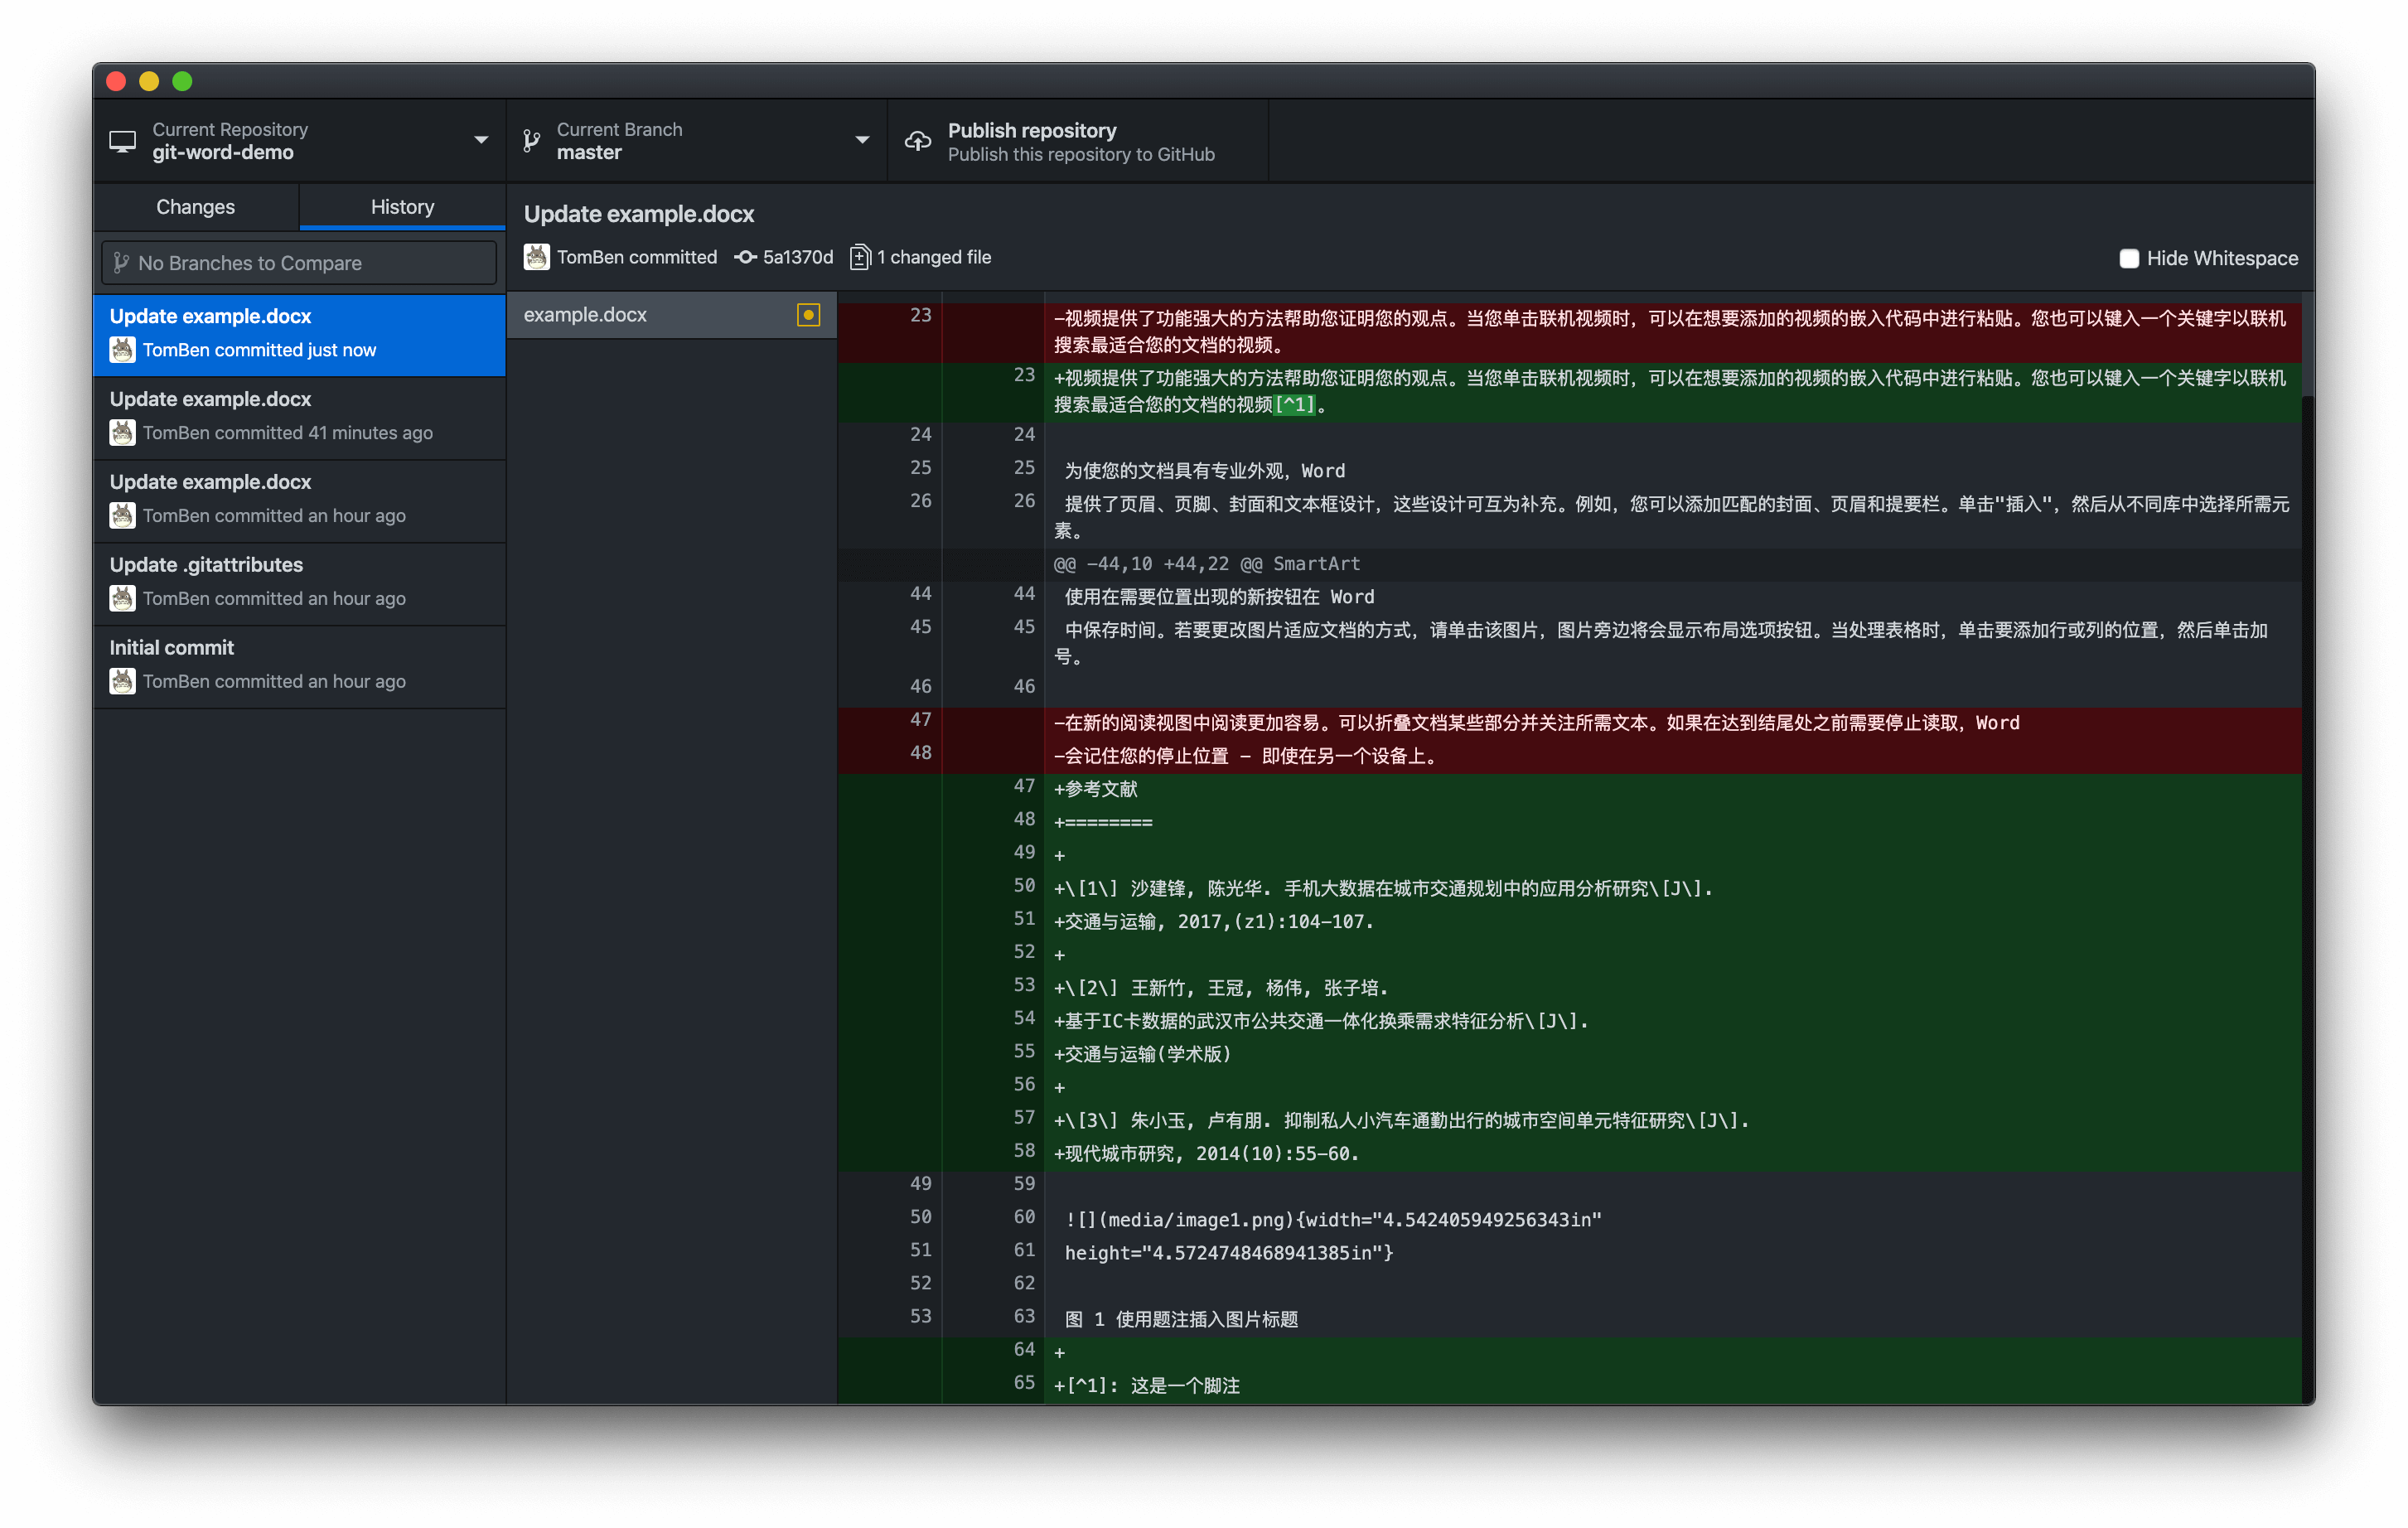 Current Repository
git-word-demo
Current Branch
master
Publish repository
Publish this repository to GitHub
Changes
History
No Branches to Compare
Update example.docx
TomBen committed just now
Update example.docx
TomBen committed 41 minutes ago
Update example.docx
TomBen committed an hour ago
Update .gitattributes
TomBen committed an hour ago
Initial commit
TomBen committed an hour ago
Update example.docx
TomBen committed 5a1370d 1 changed file
Hide Whitespace
example.docx
23 -视频提供了功能强大的方法帮助您证明您的观点。当您单击联机视频时，可以在想要添加的视频的嵌入代码中进行粘贴。您也可以键入一个关键字以联机
搜索最适合您的文档的视频。
23 +视频提供了功能强大的方法帮助您证明您的观点。当您单击联机视频时，可以在想要添加的视频的嵌入代码中进行粘贴。您也可以键入一个关键字以联机
搜索最适合您的文档的视频[^1]。
24 24
25 25 为使您的文档具有专业外观，Word
26 26 提供了页眉、页脚、封面和文本框设计，这些设计可互为补充。例如，您可以添加匹配的封面、页眉和提要栏。单击"插入"，然后从不同库中选择所需元
素。
@@ -44,10 +44,22 @@ SmartArt
44 44 使用在需要位置出现的新按钮在 Word
45 45 中保存时间。若要更改图片适应文档的方式，请单击该图片，图片旁边将会显示布局选项按钮。当处理表格时，单击要添加行或列的位置，然后单击加
号。
46 46
47 -在新的阅读视图中阅读更加容易。可以折叠文档某些部分并关注所需文本。如果在达到结尾处之前需要停止读取，Word
48 -会记住您的停止位置 - 即使在另一个设备上。
47 +参考文献
48 +========
49 +
50 +\[1\] 沙建锋, 陈光华. 手机大数据在城市交通规划中的应用分析研究\[J\].
51 +交通与运输, 2017,(z1):104-107.
52 +
53 +\[2\] 王新竹, 王冠, 杨伟, 张子培.
54 +基于IC卡数据的武汉市公共交通一体化换乘需求特征分析\[J\].
55 +交通与运输(学术版)
56 +
57 +\[3\] 朱小玉, 卢有朋. 抑制私人小汽车通勤出行的城市空间单元特征研究\[J\].
58 +现代城市研究, 2014(10):55-60.
49 59
50 60 ![](media/image1.png){width="4.542405949256343in"
51 61 height="4.5724748468941385in"}
52 62
53 63 图 1 使用题注插入图片标题
64 +
65 +[^1]: 这是一个脚注